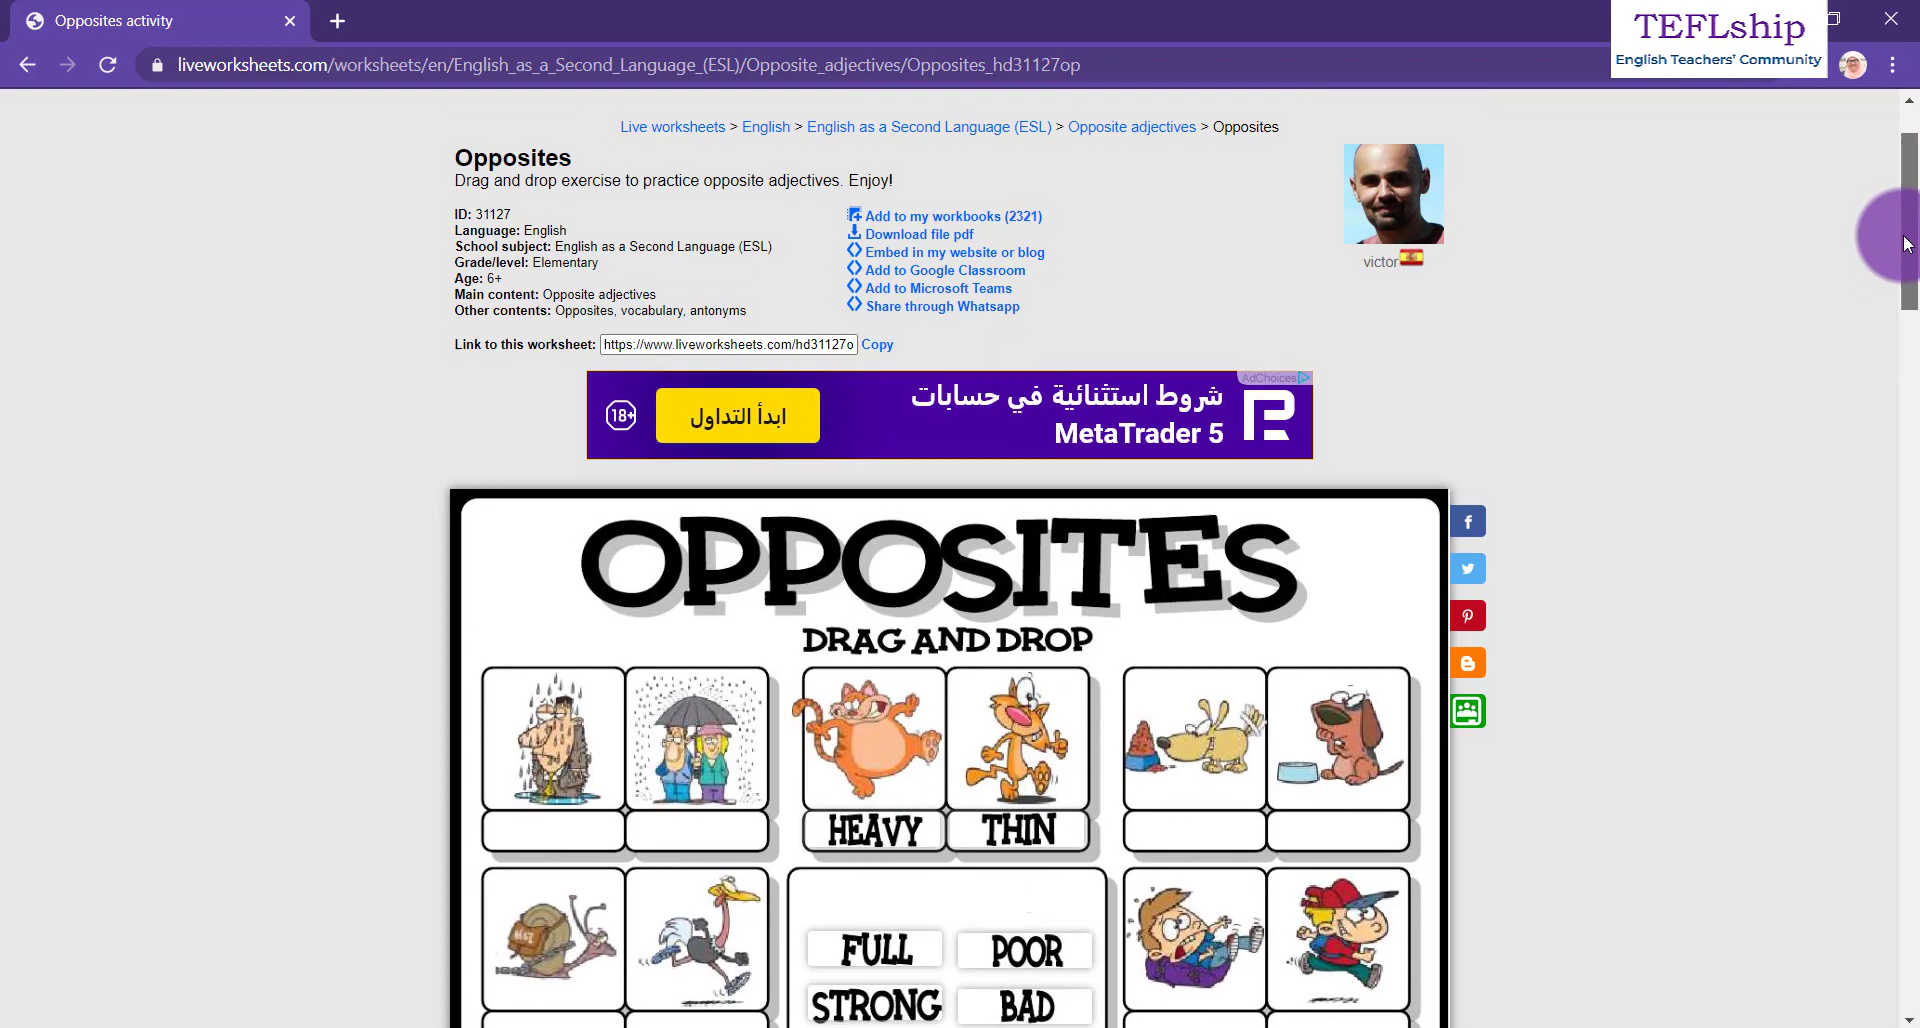 Opposites activity
TEFLship
English Teachers' Community
liveworksheets.com/worksheets/en/English_as_a_Second_Language_(ESL)/Opposite_adjectives/Opposites_hd31127op
Live worksheets > English > English as a Second Language (ESL) > Opposite adjectives > Opposites
Opposites
Drag and drop exercise to practice opposite adjectives. Enjoy!
ID: 31127
Language: English
School subject: English as a Second Language (ESL)
Grade/level: Elementary
Age: 6+
Main content: Opposite adjectives
Other contents: Opposites, vocabulary, antonyms
Add to my workbooks (2321)
Download file pdf
Embed in my website or blog
Add to Google Classroom
Add to Microsoft Teams
Share through Whatsapp
victor
Link to this worksheet: https://www.liveworksheets.com/hd31127o Copy
AdChoices
شروط استثنائية في حسابات
MetaTrader 5
ابدأ التداول
18+
OPPOSITES
DRAG AND DROP
HEAVY THIN
FULL POOR
STRONG BAD